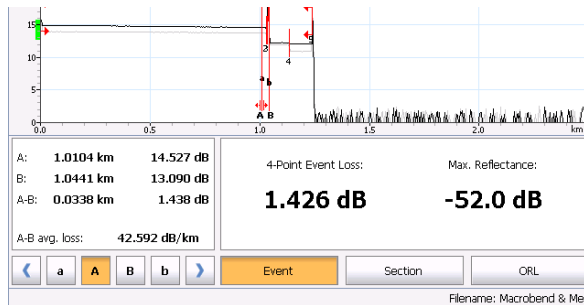 15
10
5
0
2
4
5
a
b
A B
0.0 0.5 1.0 1.5 2.0 km
A: 1.0104 km 14.527 dB
B: 1.0441 km 13.090 dB
A-B: 0.0338 km 1.438 dB
A-B avg. loss: 42.592 dB/km
4-Point Event Loss: Max. Reflectance:
1.426 dB -52.0 dB
a A B b Event Section ORL
Filename: Macrobend & Me